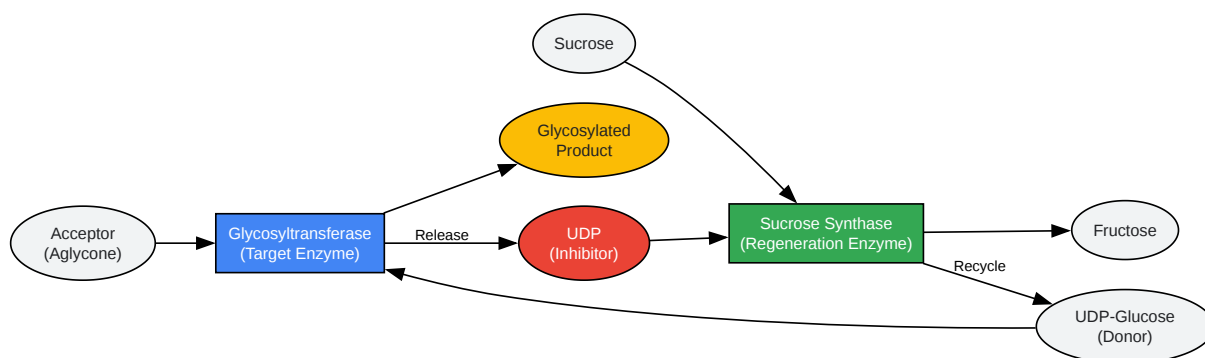 Sucrose
Glycosylated
Product
Acceptor
(Aglycone)
Glycosyltransferase
(Target Enzyme)
Release
UDP
(Inhibitor)
Sucrose Synthase
(Regeneration Enzyme)
Fructose
Recycle
UDP-Glucose
(Donor)